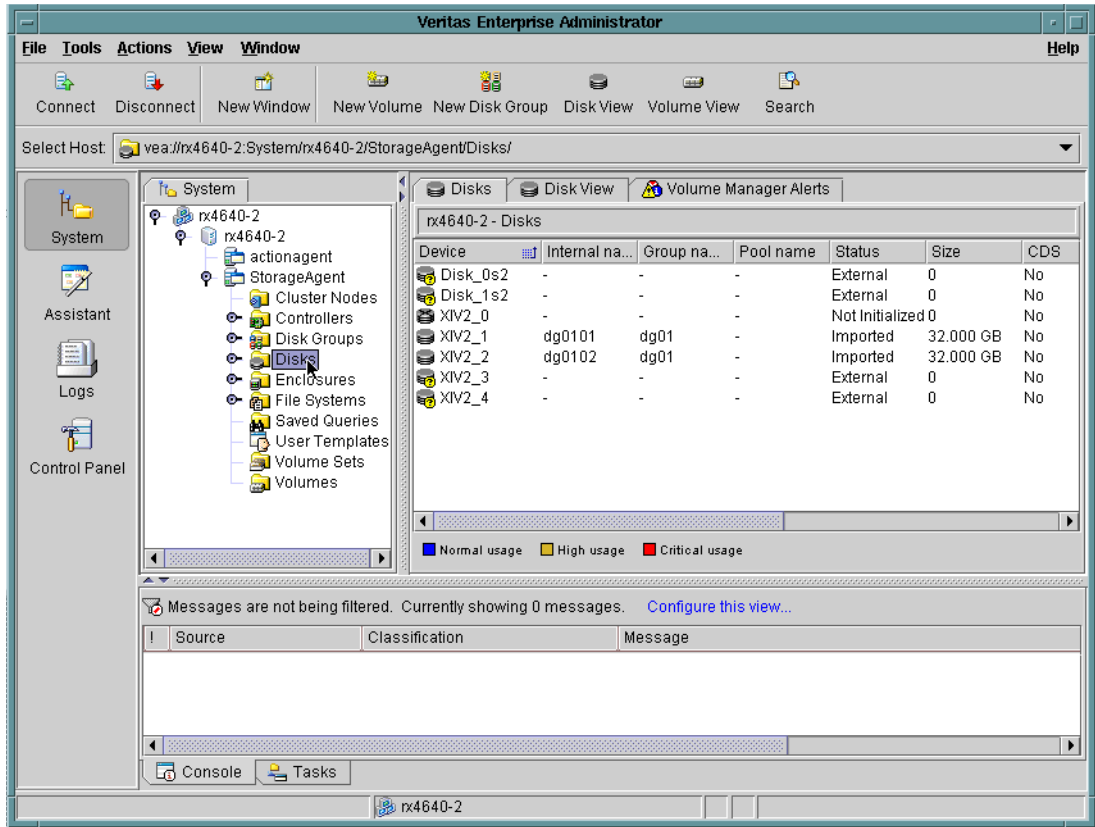 Veritas Enterprise Administrator
File Tools Actions View Window Help
Connect Disconnect New Window New Volume New Disk Group Disk View Volume View Search
Select Host: vea://rx4640-2:System/rx4640-2/StorageAgent/Disks/
System
Assistant
Logs
Control Panel
System
rx4640-2
rx4640-2
actionagent
StorageAgent
Cluster Nodes
Controllers
Disk Groups
Disks
Enclosures
File Systems
Saved Queries
User Templates
Volume Sets
Volumes
Disks Disk View Volume Manager Alerts
rx4640-2 - Disks
Device Internal na... Group na... Pool name Status Size CDS
Disk_0s2 - - - External 0 No
Disk_1s2 - - - External 0 No
XIV2_0 - - - Not Initialized 0 No
XIV2_1 dg0101 dg01 - Imported 32.000 GB No
XIV2_2 dg0102 dg01 - Imported 32.000 GB No
XIV2_3 - - - External 0 No
XIV2_4 - - - External 0 No
Normal usage High usage Critical usage
Messages are not being filtered. Currently showing 0 messages. Configure this view...
! Source Classification Message
Console Tasks
rx4640-2